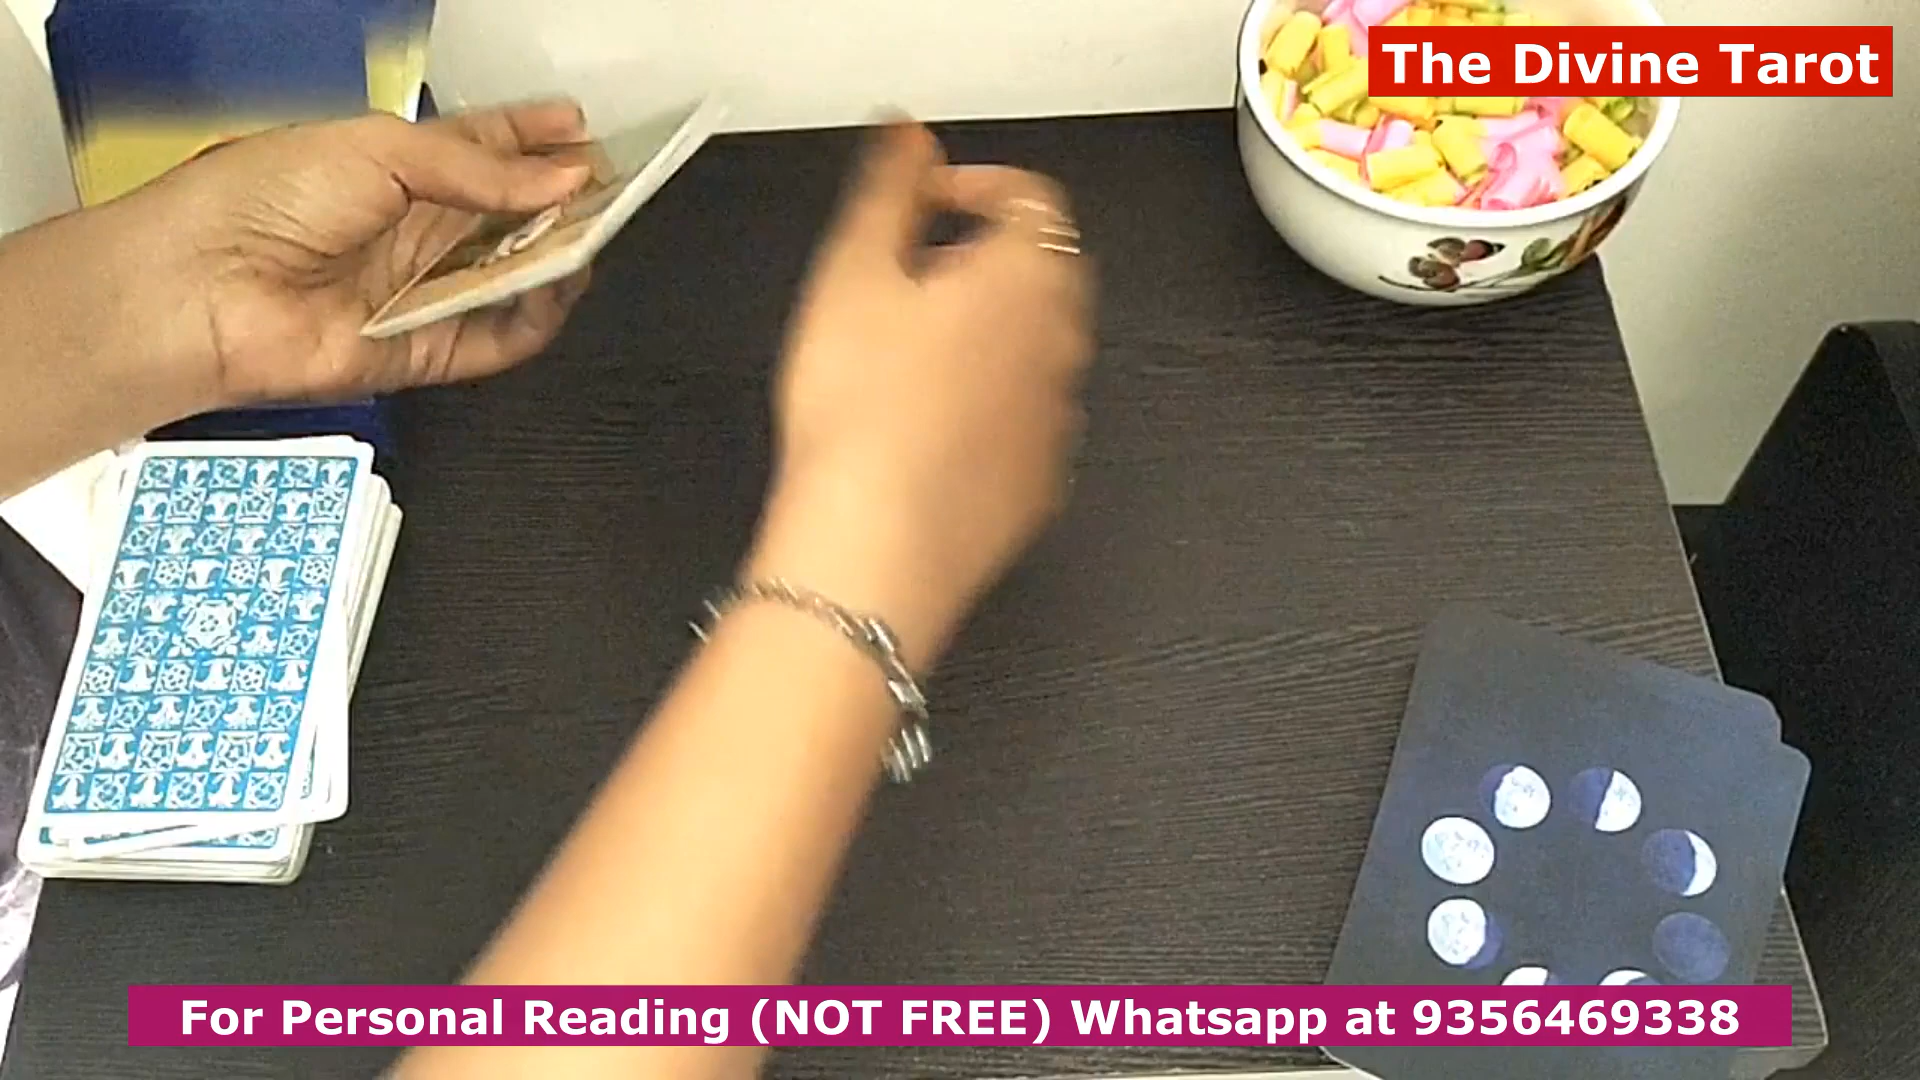 The Divine Tarot
For Personal Reading (NOT FREE) Whatsapp at 9356469338